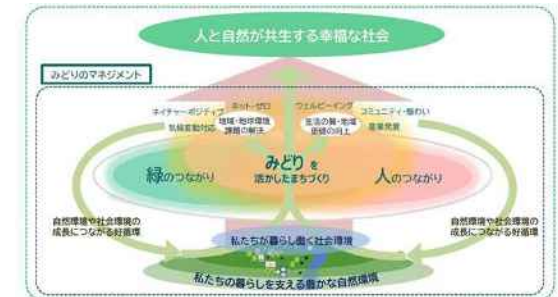 人と自然が共生する幸福な社会
みどりのマネジメント
ネイチャーポジティブ
ネット・ゼロ
ウェルビーイング
コミュニティ・賑わい
気候変動対応
地域・地球環境
課題の解決
生活の質・地域
価値の向上
産業発展
緑のつながり
みどりを
活かしたまちづくり
人のつながり
自然環境や社会環境の
成長につながる好循環
自然環境や社会環境の
成長につながる好循環
私たちが暮らし働く社会環境
私たちの暮らしを支える豊かな自然環境